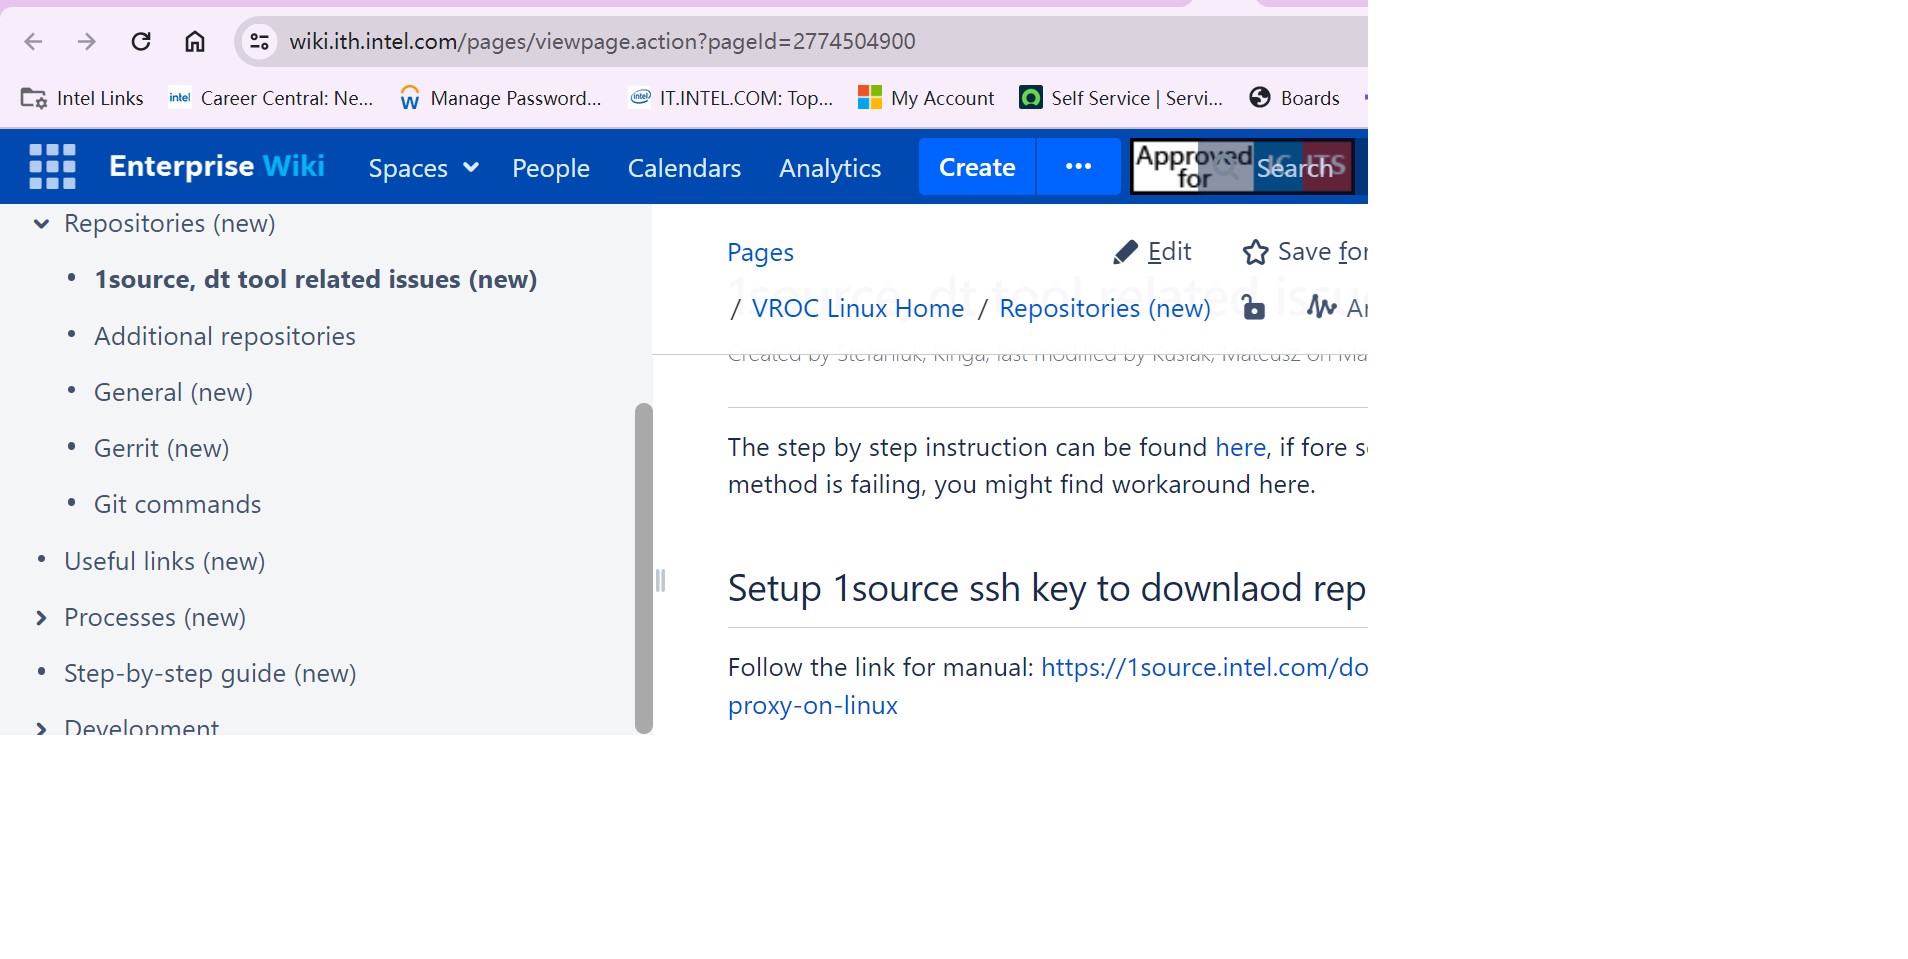 wiki.ith.intel.com/pages/viewpage.action?pageId=2774504900
Intel Links intel Career Central: Ne... Manage Password... intel IT.INTEL.COM: Top... My Account Self Service | Servi... Boards
Enterprise Wiki Spaces People Calendars Analytics Create ... Approved for Search
Repositories (new)
• 1source, dt tool related issues (new)
• Additional repositories
• General (new)
• Gerrit (new)
• Git commands
• Useful links (new)
Processes (new)
• Step-by-step guide (new)
Development
Pages Edit Save for
/ VROC Linux Home / Repositories (new)
1source, dt tool related
Created by Stefaniuk, Kinga, last modified by Kusiak, Mateusz on Ma
The step by step instruction can be found here, if fore
method is failing, you might find workaround here.
Setup 1source ssh key to downlaod rep
Follow the link for manual: https://1source.intel.com/do
proxy-on-linux